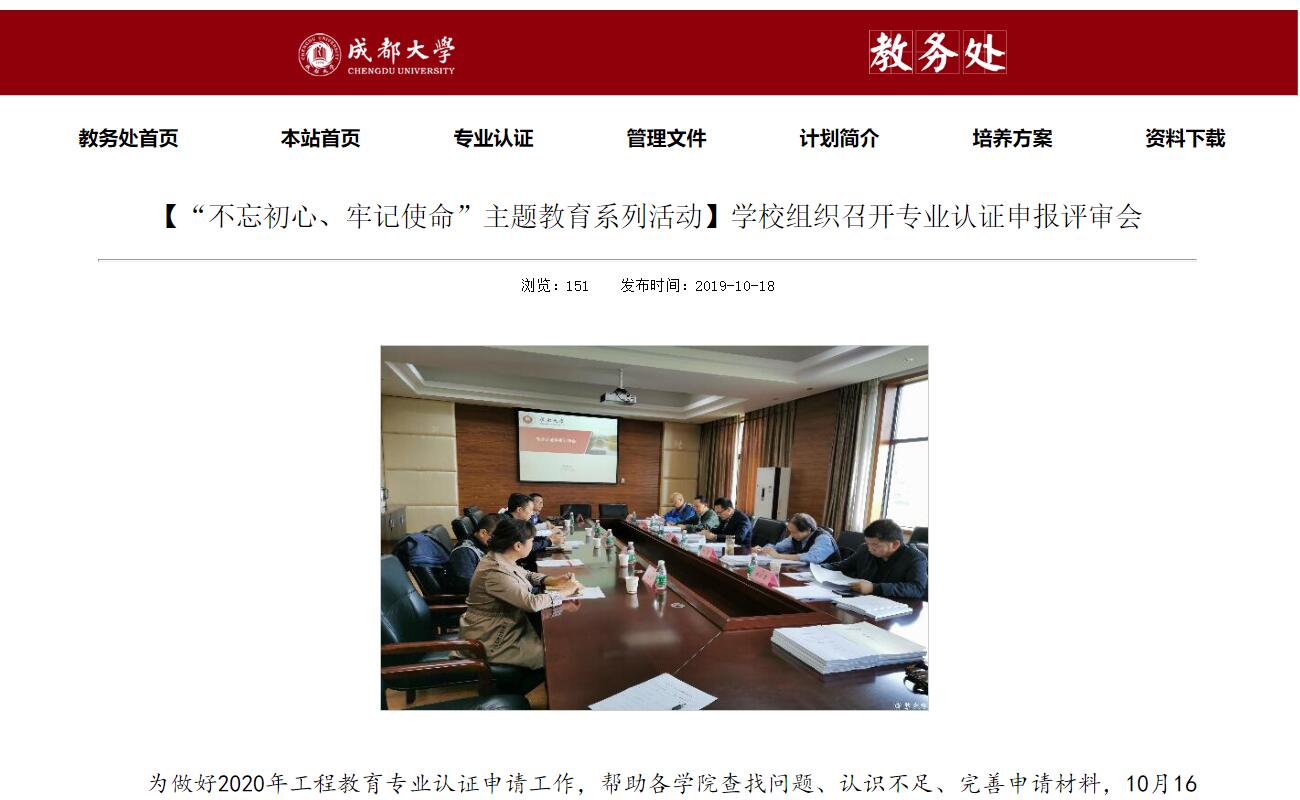 成都大学
CHENGDU UNIVERSITY
教务处
教务处首页 本站首页 专业认证 管理文件 计划简介 培养方案 资料下载
【“不忘初心、牢记使命”主题教育系列活动】学校组织召开专业认证申报评审会
浏览：151 发布时间：2019-10-18
成都大学
为做好2020年工程教育专业认证申请工作，帮助各学院查找问题、认识不足、完善申请材料，10月16